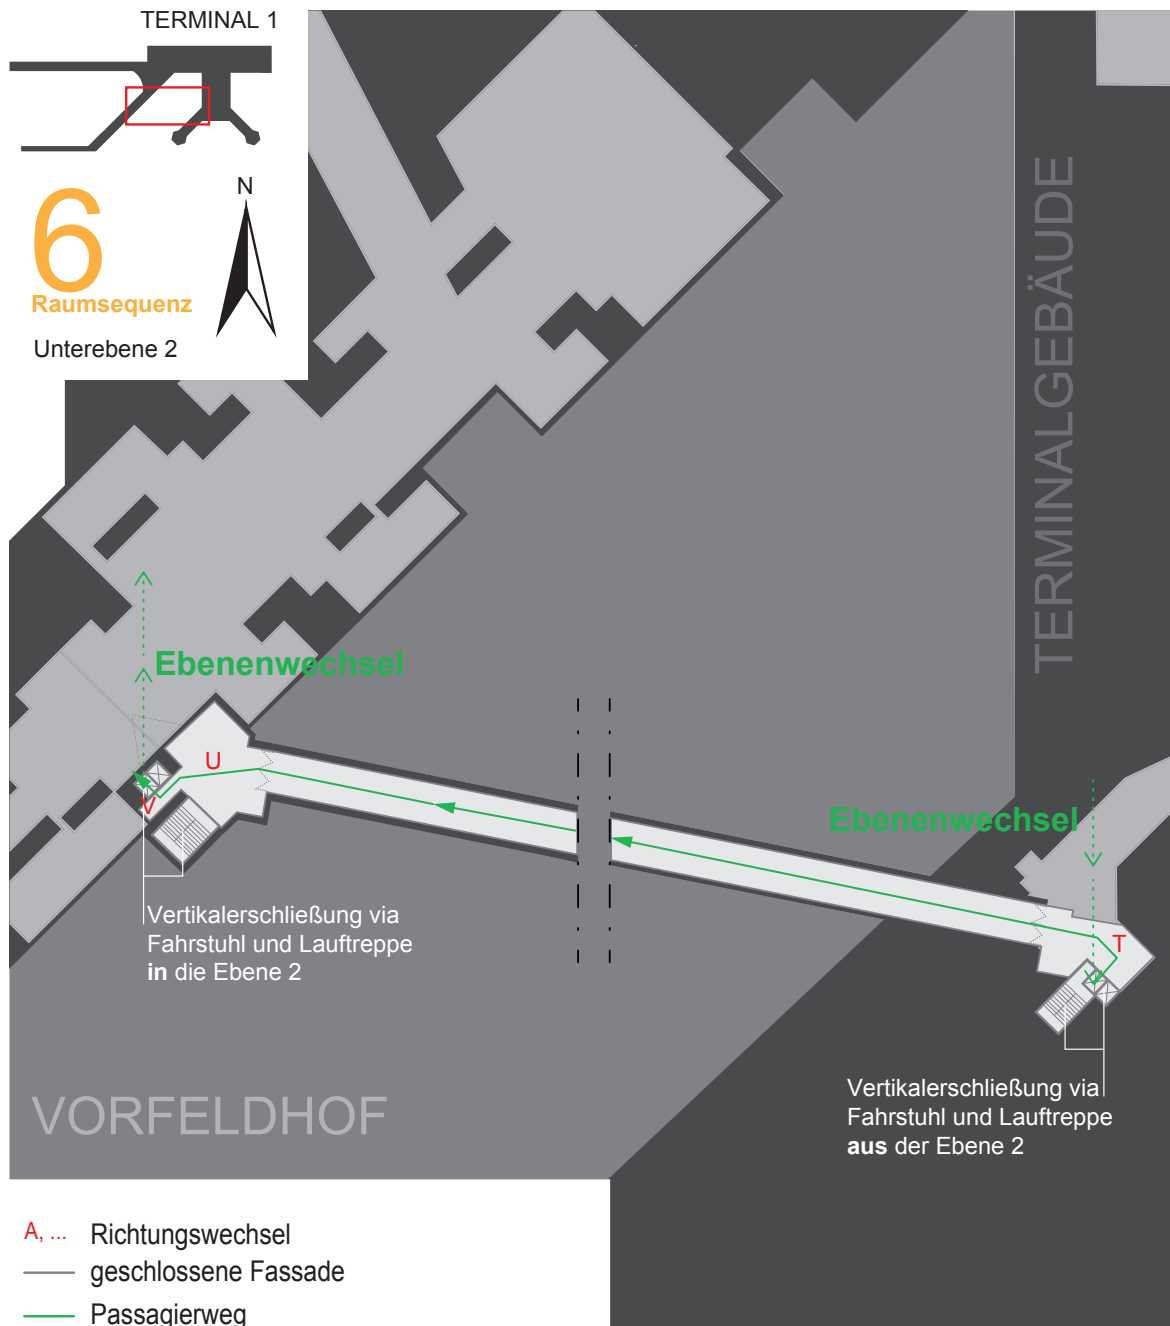 TERMINAL 1
6
Raumsequenz
Unterebene 2
N
TERMINALGEBÄUDE
Ebenenwechsel
U
V
Ebenenwechsel
T
Vertikalerschließung via
Fahrstuhl und Lauftreppe
in die Ebene 2
Vertikalerschließung via
Fahrstuhl und Lauftreppe
aus der Ebene 2
VORFELDHOF
A, ... Richtungswechsel
geschlossene Fassade
Passagierweg